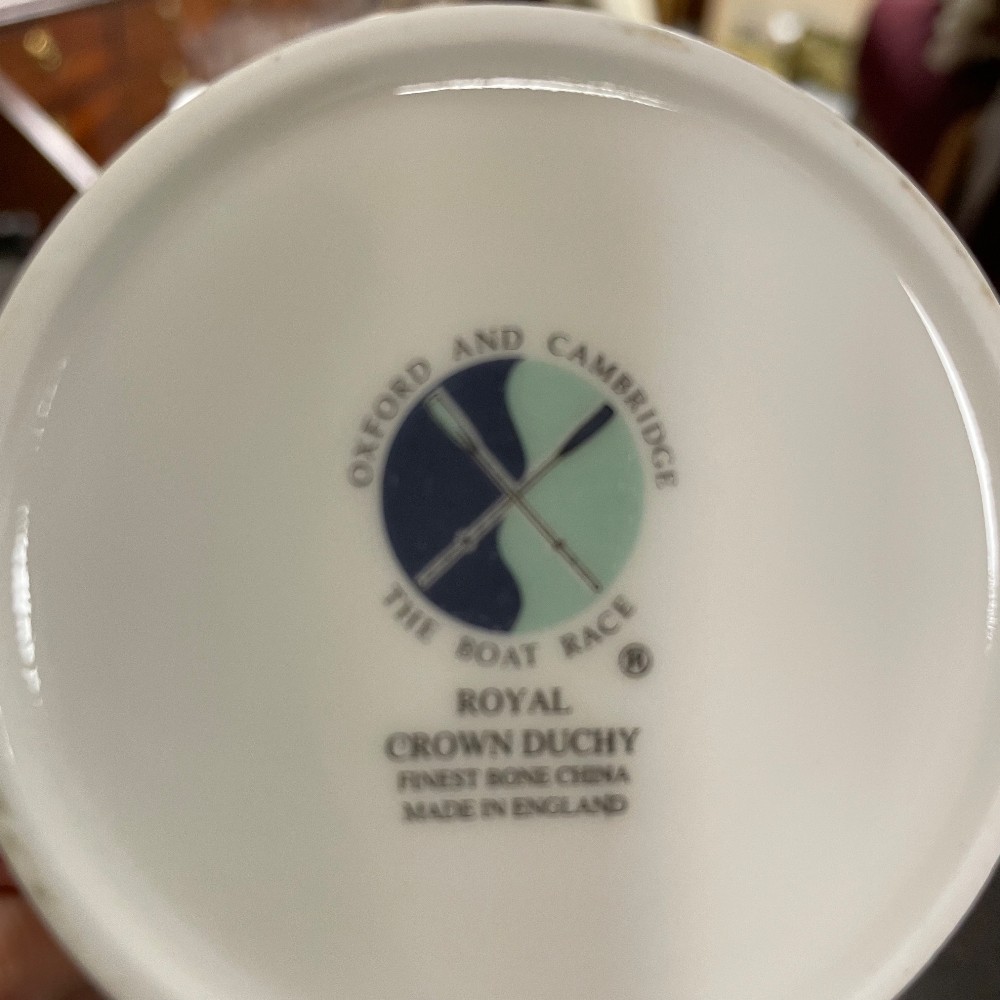 OXFORD AND CAMBRIDGE
THE BOAT RACE
®
ROYAL
CROWN DUCHY
FINEST BONE CHINA
MADE IN ENGLAND